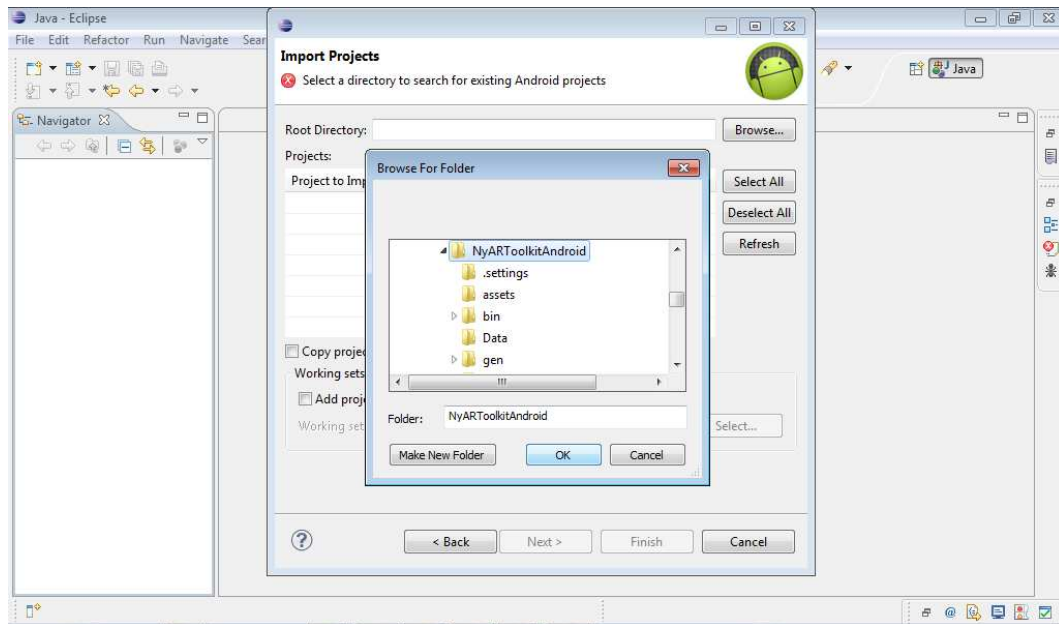 Java - Eclipse
File Edit Refactor Run Navigate Sear
Java
Navigator
Import Projects
Select a directory to search for existing Android projects
Root Directory:
Browse...
Projects:
Project to Imp
Select All
Deselect All
Refresh
Browse For Folder
NyARToolkitAndroid
.settings
assets
bin
Data
gen
Folder: NyARToolkitAndroid
Make New Folder OK Cancel
Copy projec
Working sets
Add proj
Working set
Select...
< Back Next > Finish Cancel